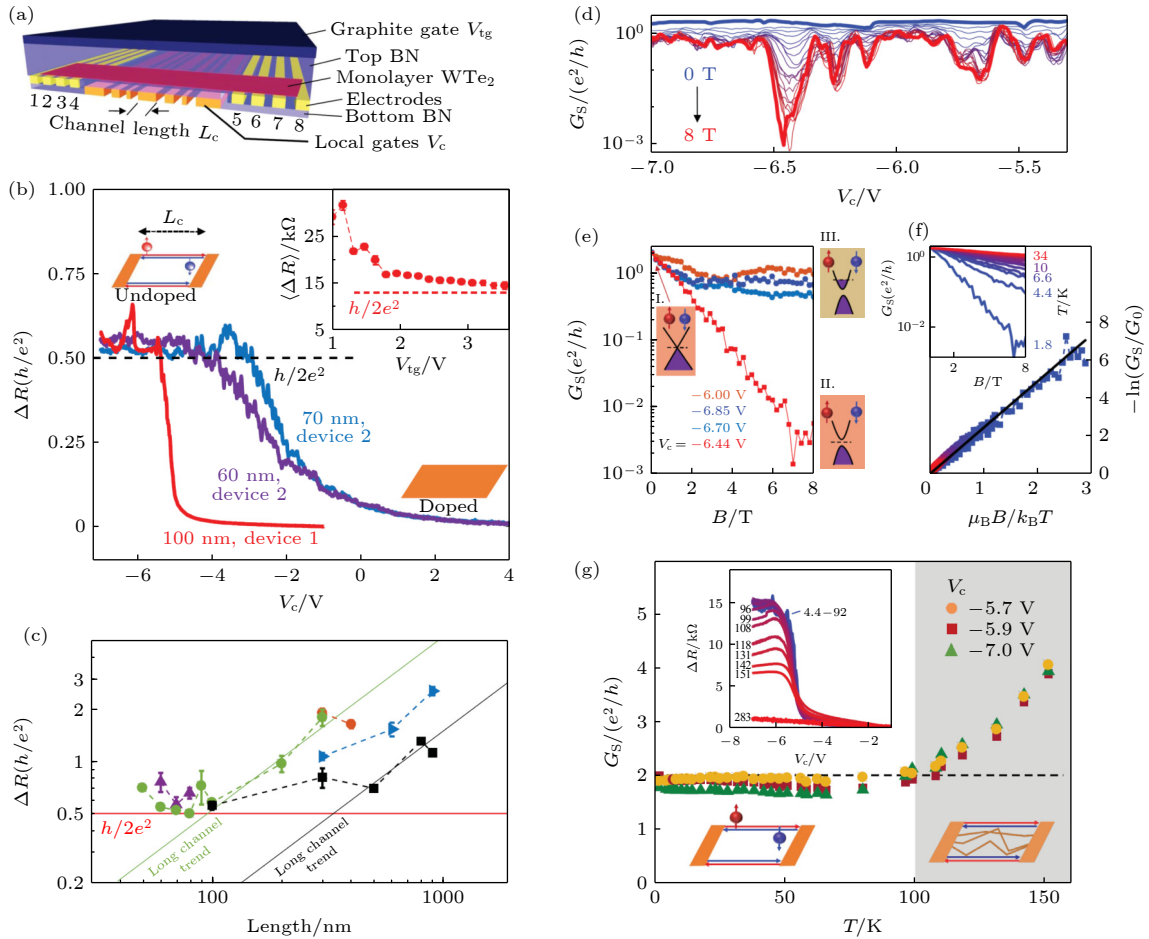 (a)
Graphite gate Vtg
Top BN
Monolayer WTe2
Electrodes
Bottom BN
1 2 3 4
5 6 7 8
Channel length Lc
Local gates Vc
(b)
ΔR(h/e²)
1.00
0.75
0.50
0.25
0
Lc
Undoped
h/2e²
70 nm,
device 2
60 nm,
device 2
100 nm, device 1
Doped
−6 −4 −2 0 2 4
Vc/V
⟨ΔR⟩/kΩ
25
15
5
h/2e²
1 2 3
Vtg/V
(c)
ΔR(h/e²)
3
2
1
0.5
0.2
h/2e²
Long channel
trend
Long channel
trend
100 1000
Length/nm
(d)
GS/(e²/h)
10⁰
10⁻³
0 T
8 T
−7.0 −6.5 −6.0 −5.5
Vc/V
(e)
GS(e²/h)
10⁰
10⁻¹
10⁻²
10⁻³
I.
II.
III.
−6.00 V
−6.85 V
−6.70 V
Vc = −6.44 V
0 2 4 6 8
B/T
(f)
GS(e²/h)
10⁰
10⁻²
34
10
6.6
4.4
1.8
T/K
2 4 6 8
B/T
8
6
4
2
0
−ln(GS/G0)
0 1 2 3
μBB/kBT
(g)
GS/(e²/h)
6
5
4
3
2
1
0
ΔR/kΩ
15
10
5
0
96
99
108
118
131
142
151
283
4.4−92
−8 −6 −4 −2
Vc/V
Vc
−5.7 V
−5.9 V
−7.0 V
0 50 100 150
T/K